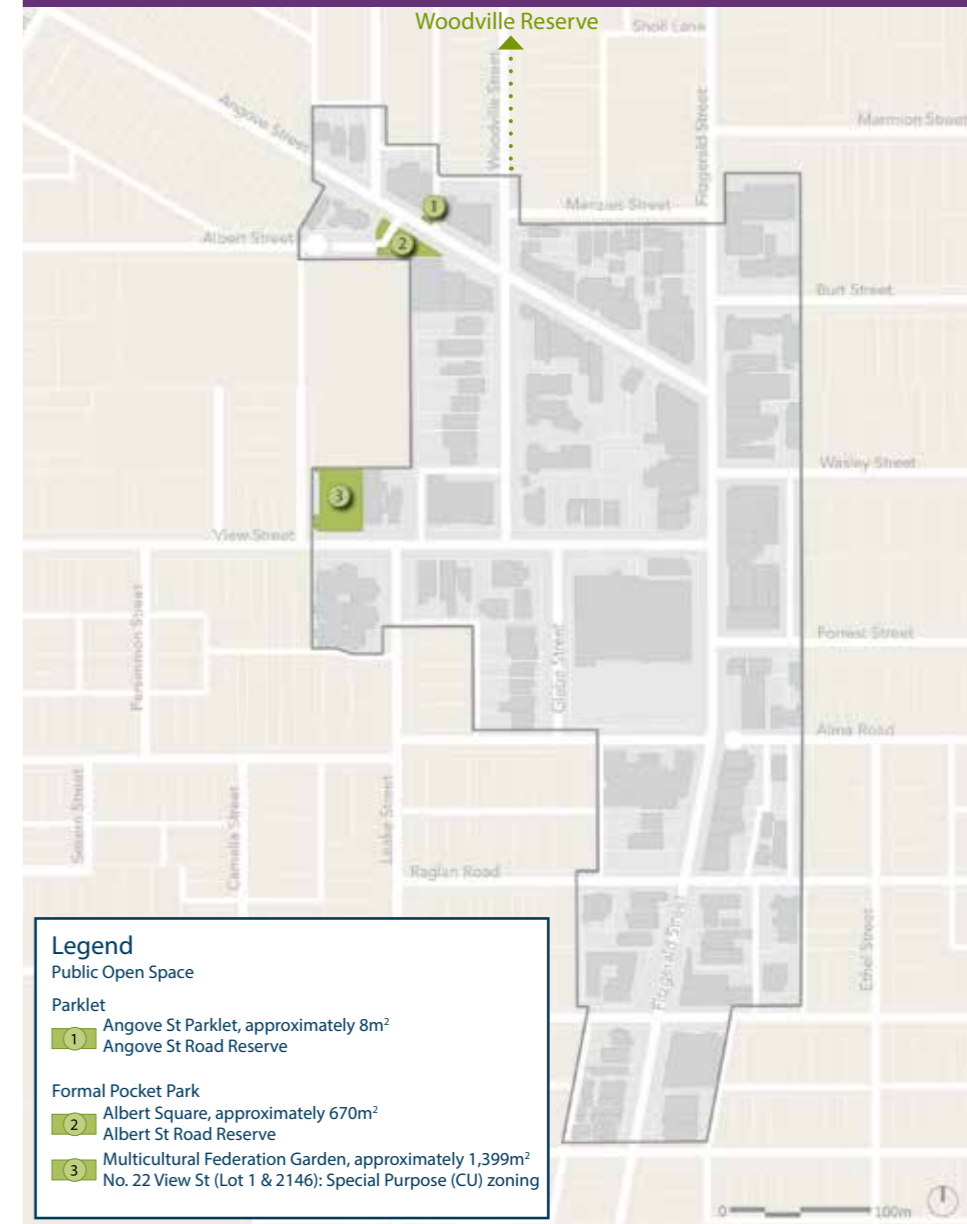 Woodville Reserve
Sholl Lane
Woodville Street
Fitzgerald Street
Angove Street
Marmion Street
Menzies Street
1
Albert Street
2
Burt Street
Wasley Street
3
View Street
Persimmon Street
Glebe Street
Forrest Street
Alma Road
Camelia Street
Leake Street
Raglan Road
Fitzgerald Street
Ethel Street
Legend
Public Open Space
Parklet
1 Angove St Parklet, approximately 8m²
Angove St Road Reserve
Formal Pocket Park
2 Albert Square, approximately 670m²
Albert St Road Reserve
3 Multicultural Federation Garden, approximately 1,399m²
No. 22 View St (Lot 1 & 2146): Special Purpose (CU) zoning
0 100m